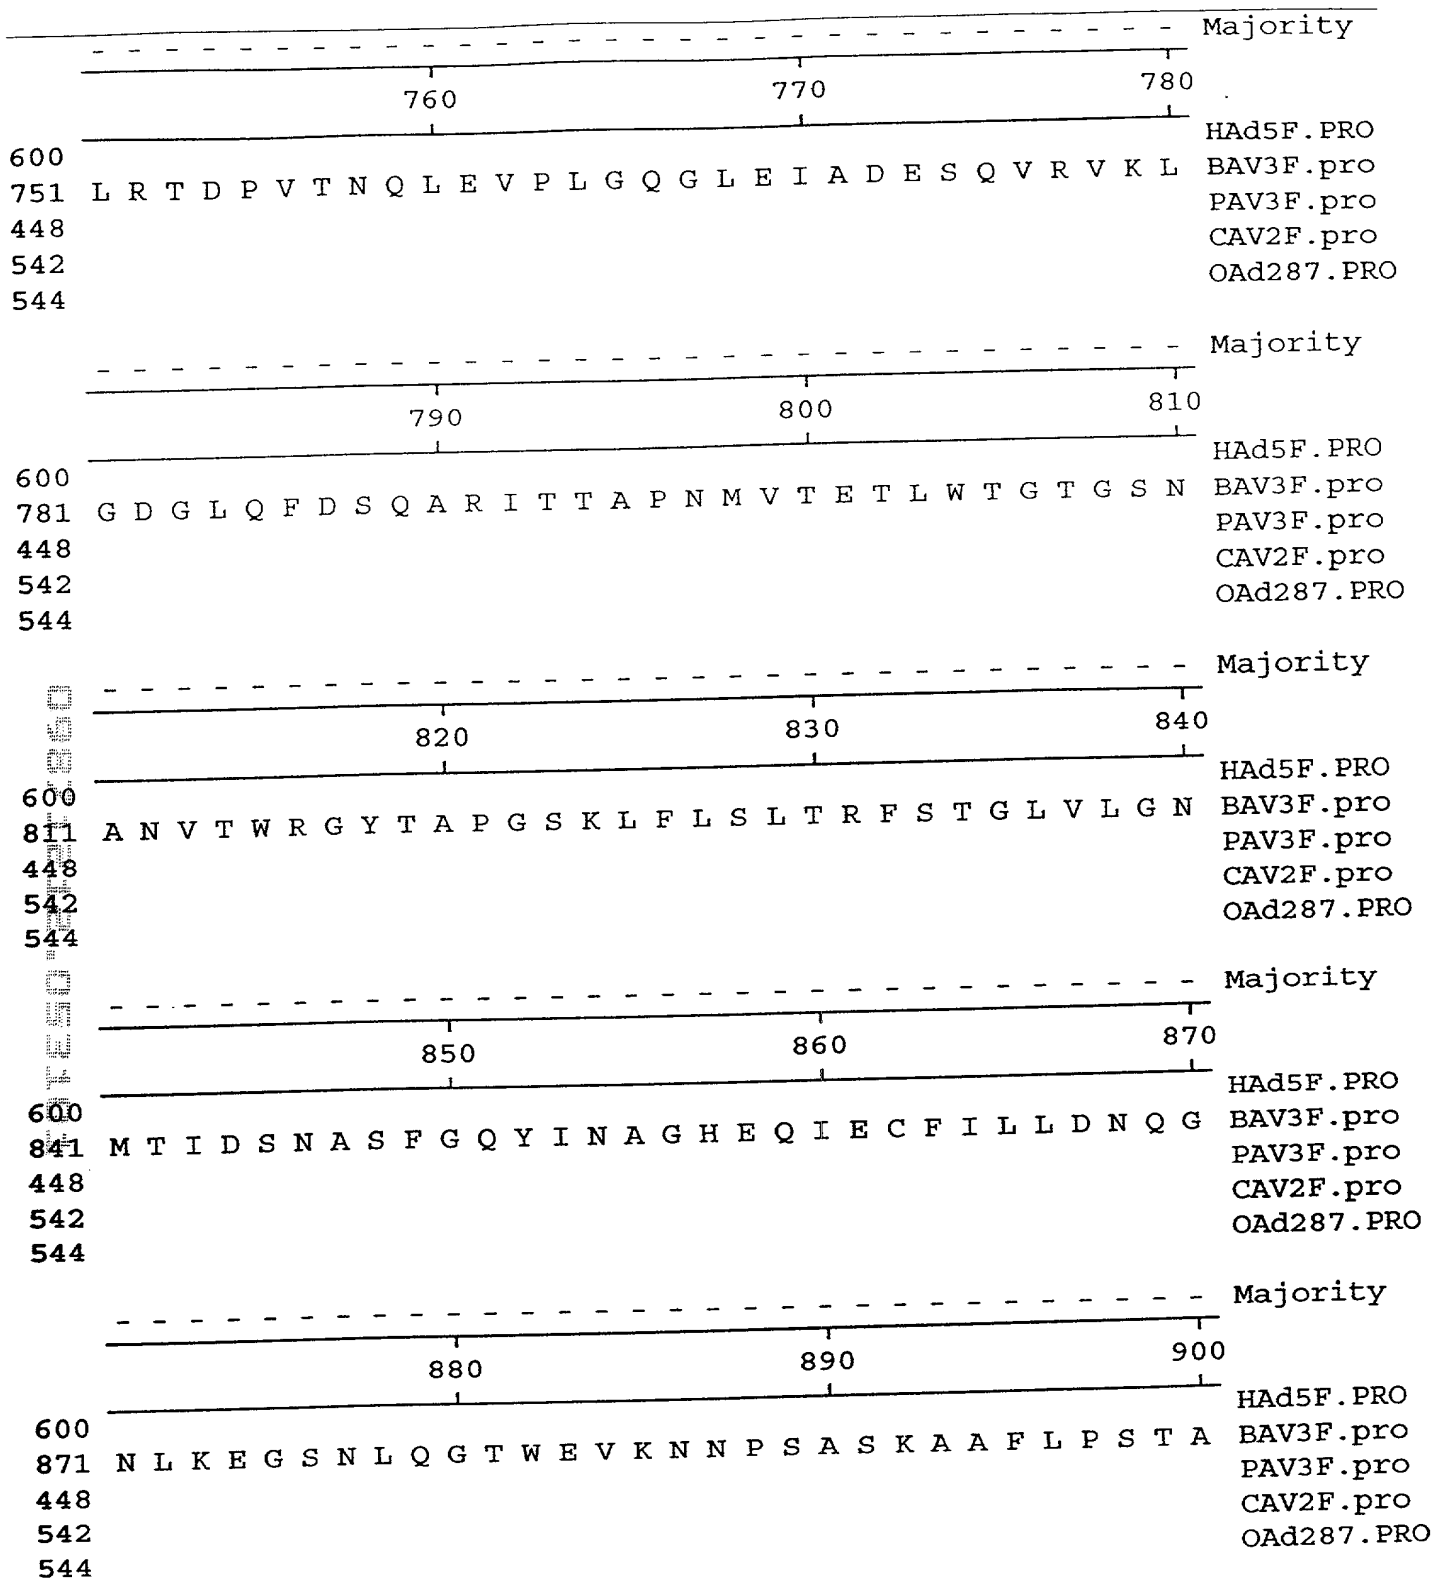 - - - - - - - - - - - - - - - - - - - - - - - - - - - - - - Majority
760 770 780
600 HAd5F.PRO
751 L R T D P V T N Q L E V P L G Q G L E I A D E S Q V R V K L BAV3F.pro
448 PAV3F.pro
542 CAV2F.pro
544 OAd287.PRO
- - - - - - - - - - - - - - - - - - - - - - - - - - - - - - Majority
790 800 810
600 HAd5F.PRO
781 G D G L Q F D S Q A R I T T A P N M V T E T L W T G T G S N BAV3F.pro
448 PAV3F.pro
542 CAV2F.pro
544 OAd287.PRO
- - - - - - - - - - - - - - - - - - - - - - - - - - - - - - Majority
820 830 840
600 HAd5F.PRO
811 A N V T W R G Y T A P G S K L F L S L T R F S T G L V L G N BAV3F.pro
448 PAV3F.pro
542 CAV2F.pro
544 OAd287.PRO
- - - - - - - - - - - - - - - - - - - - - - - - - - - - - - Majority
850 860 870
600 HAd5F.PRO
841 M T I D S N A S F G Q Y I N A G H E Q I E C F I L L D N Q G BAV3F.pro
448 PAV3F.pro
542 CAV2F.pro
544 OAd287.PRO
- - - - - - - - - - - - - - - - - - - - - - - - - - - - - - Majority
880 890 900
600 HAd5F.PRO
871 N L K E G S N L Q G T W E V K N N P S A S K A A F L P S T A BAV3F.pro
448 PAV3F.pro
542 CAV2F.pro
544 OAd287.PRO